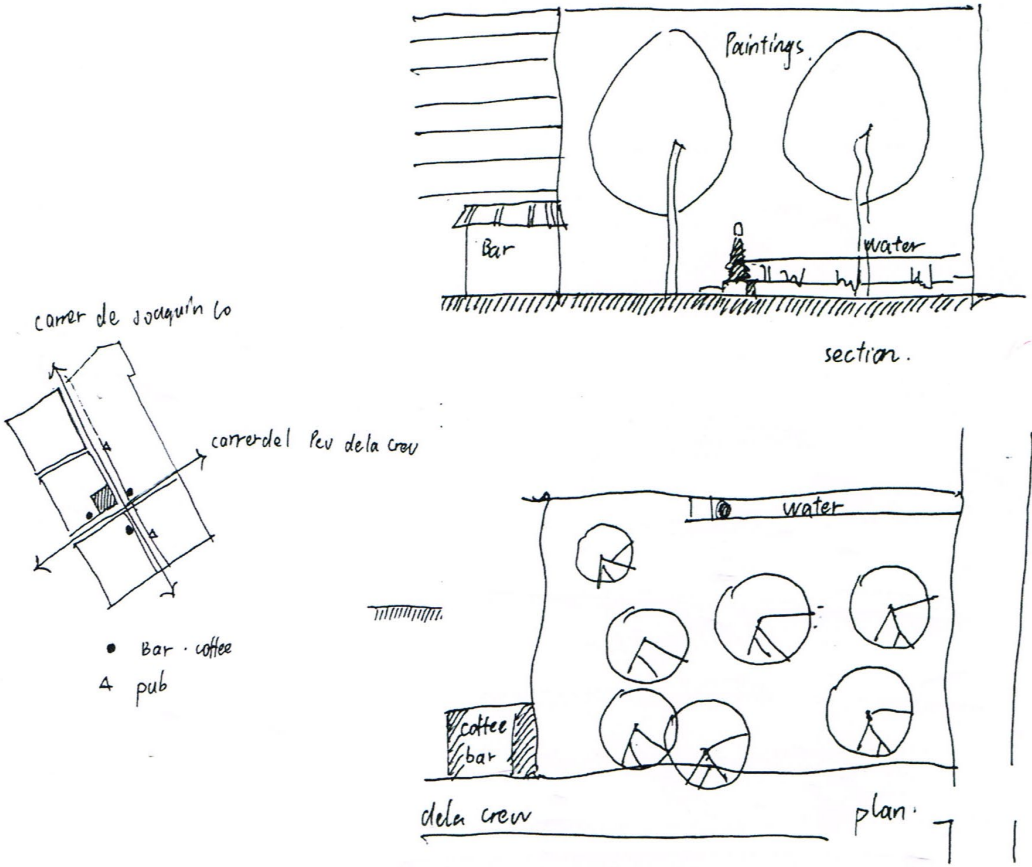 Paintings.
Bar
water
section.
carrer de Joaquin Co
carrer del Peu dela creu
Bar · coffee
pub
water
coffee
bar
dela creu
plan.